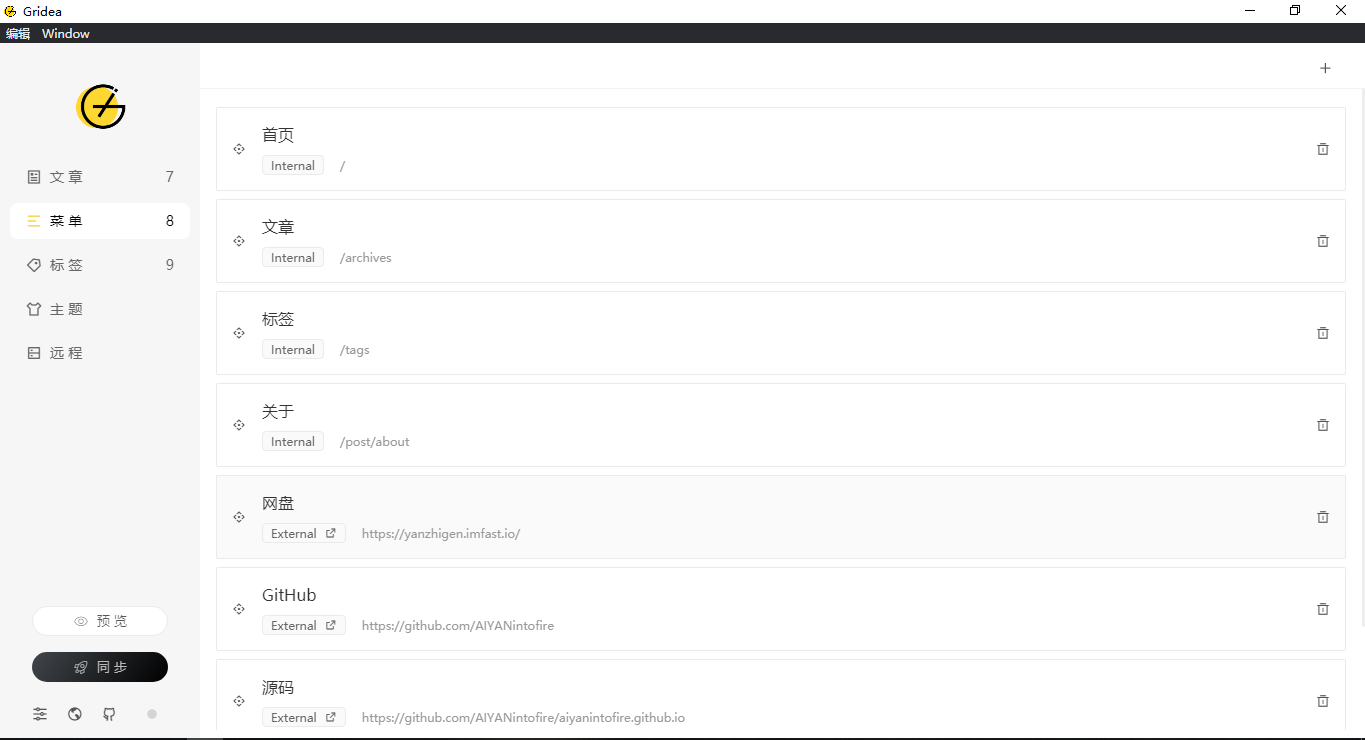 Gridea
编辑 Window
文章 7
菜单 8
标签 9
主题
远程
预览
同步
首页
Internal /
文章
Internal /archives
标签
Internal /tags
关于
Internal /post/about
网盘
External https://yanzhigen.imfast.io/
GitHub
External https://github.com/AIYANintofire
源码
External https://github.com/AIYANintofire/aiyanintofire.github.io